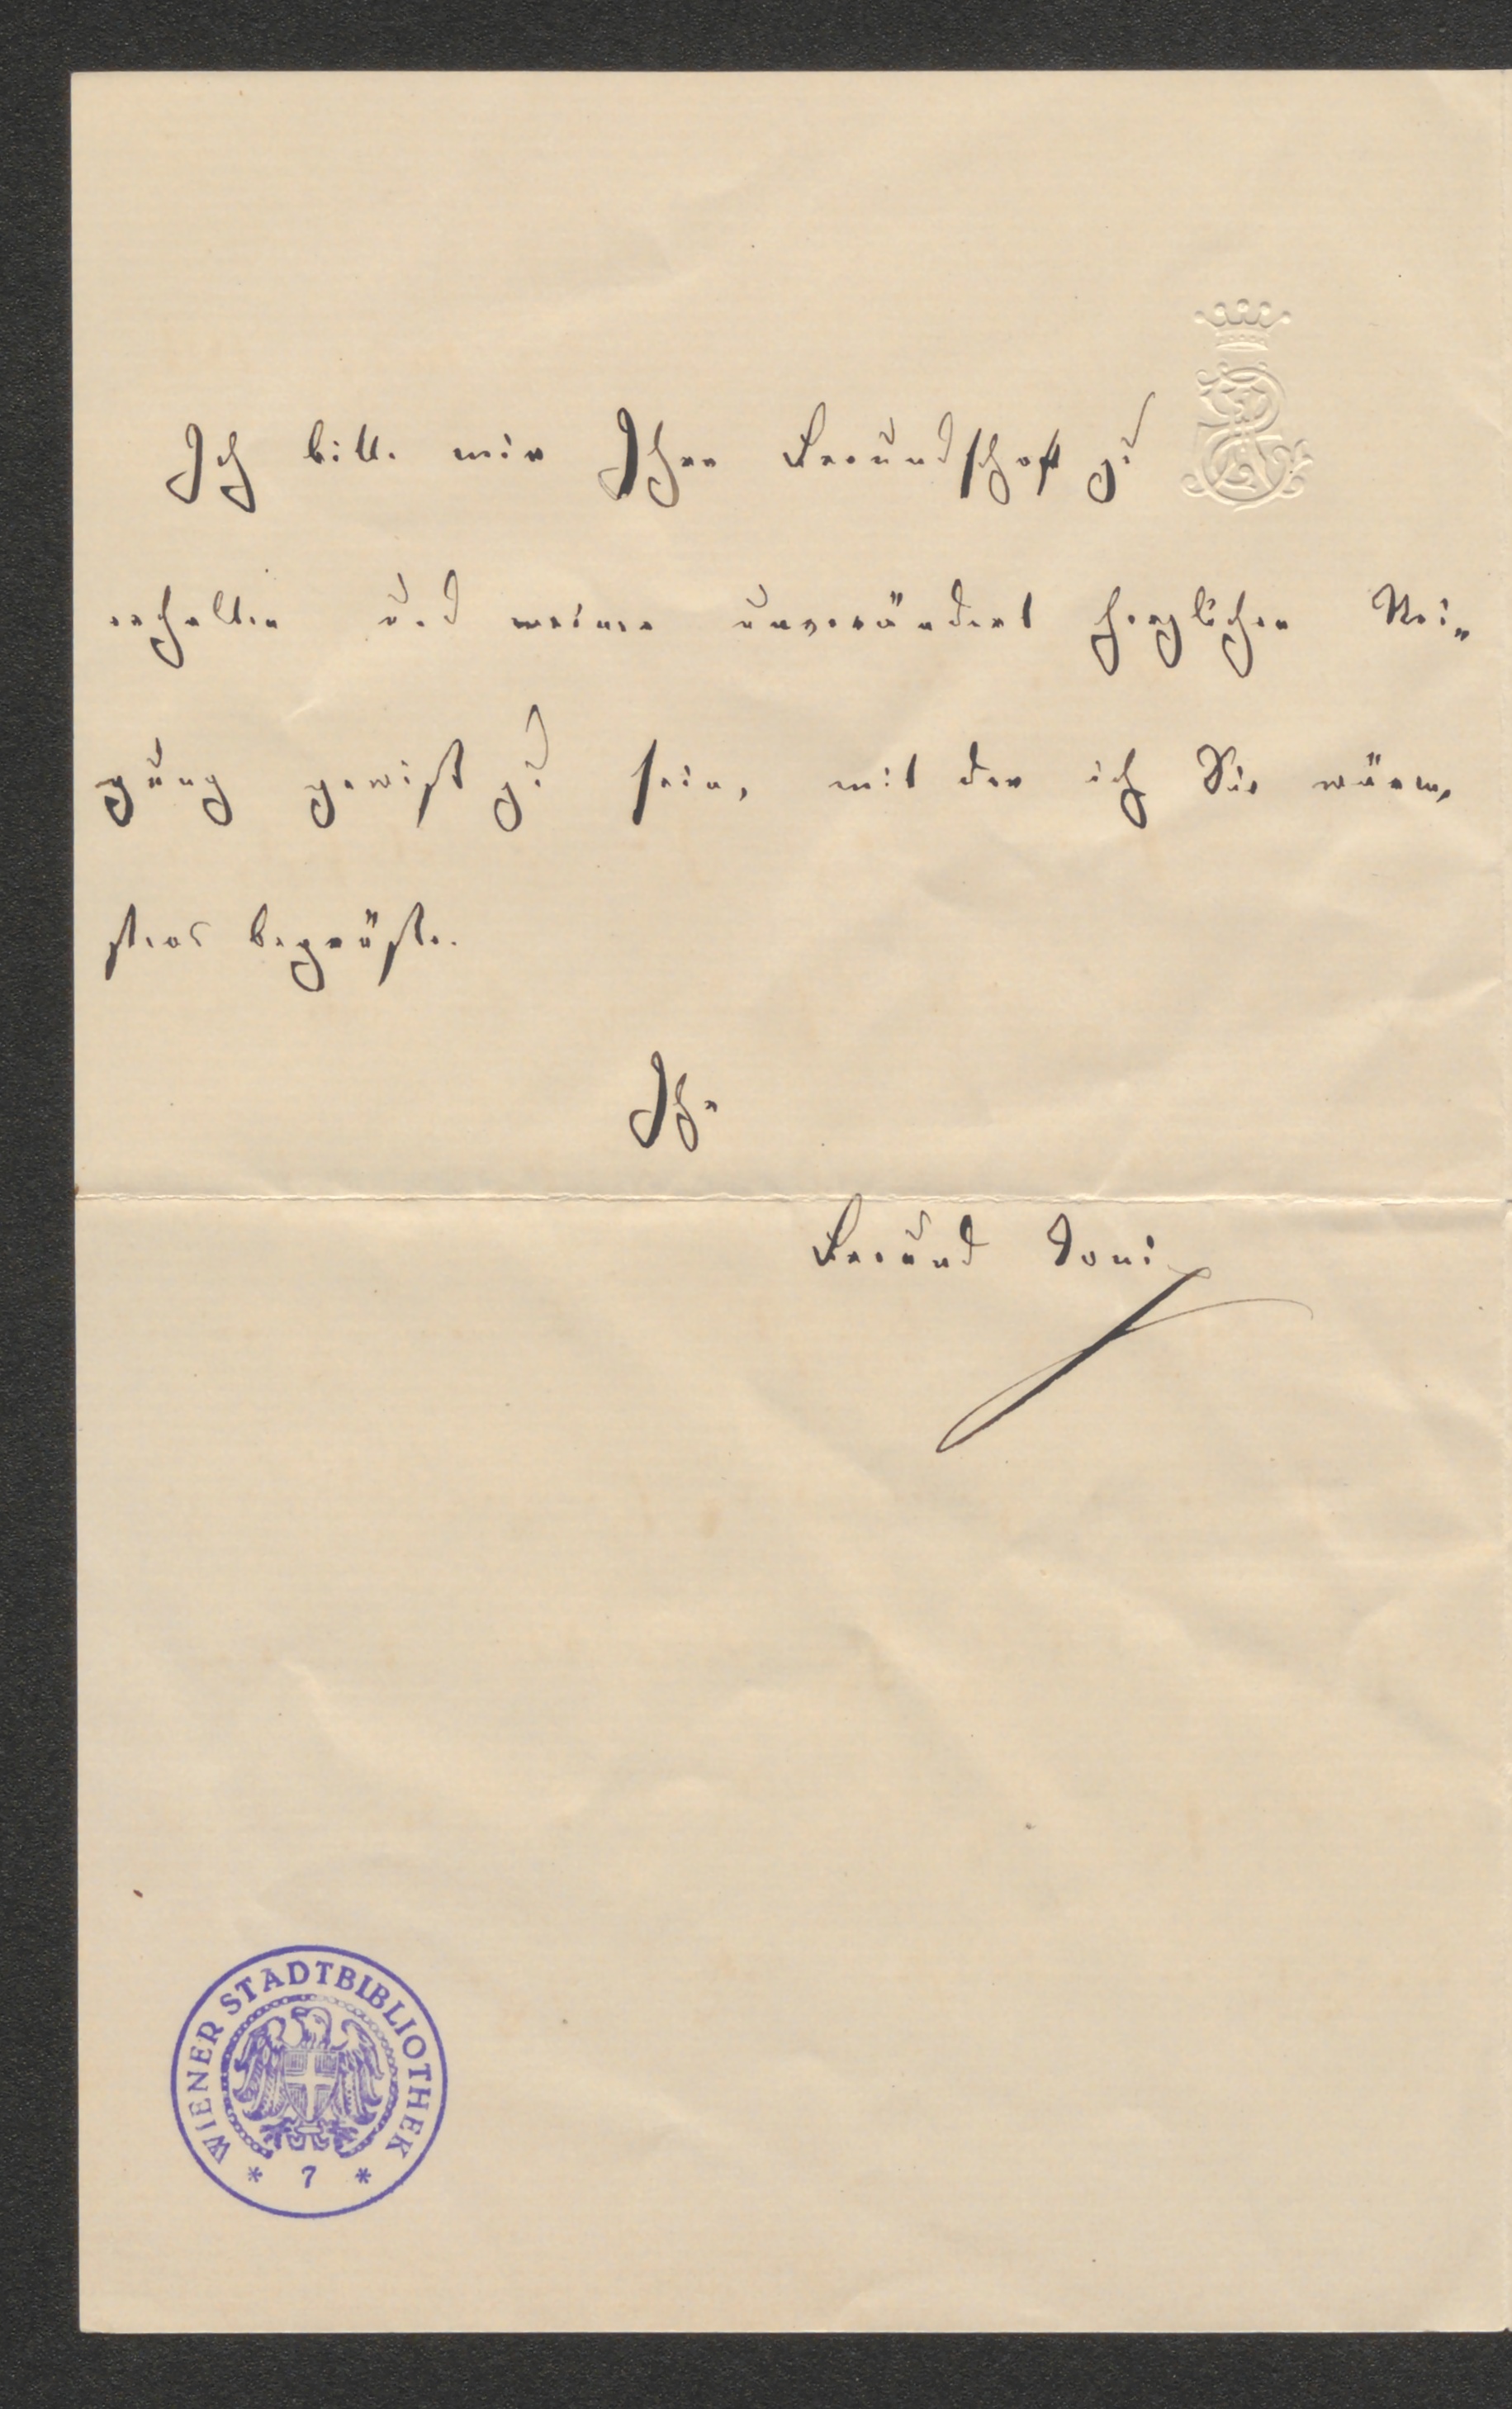 Ich bitte mir Ihre Freundschaft zu
erhalten und meiner unverändert herzlichen Nei-
gung gewiß zu sein, mit der ich Sie wärm-
stens begrüße.
Ihr
Freund Toni
WIENER STADTBIBLIOTHEK
* 7 *